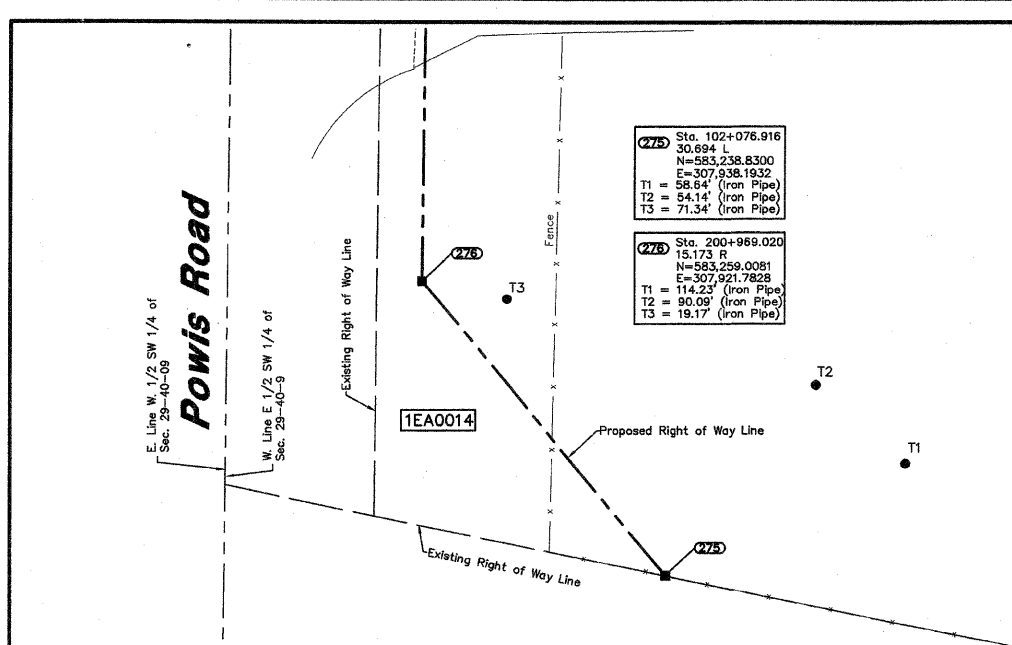 275 Sta. 102+076.916
30.694 L
N=583,238.8300
E=307,938.1932
T1 = 58.64' (Iron Pipe)
T2 = 54.14' (Iron Pipe)
T3 = 71.34' (Iron Pipe)
276 Sta. 200+969.020
15.173 R
N=583,259.0081
E=307,921.7828
T1 = 114.23' (Iron Pipe)
T2 = 90.09' (Iron Pipe)
T3 = 19.17' (Iron Pipe)
Powis Road
E. Line W. 1/2 SW 1/4 of
Sec. 29-40-09
W. Line E 1/2 SW 1/4 of
Sec. 29-40-9
Existing Right of Way Line
Fence
276
T3
T2
T1
1EA0014
Proposed Right of Way Line
275
Existing Right of Way Line